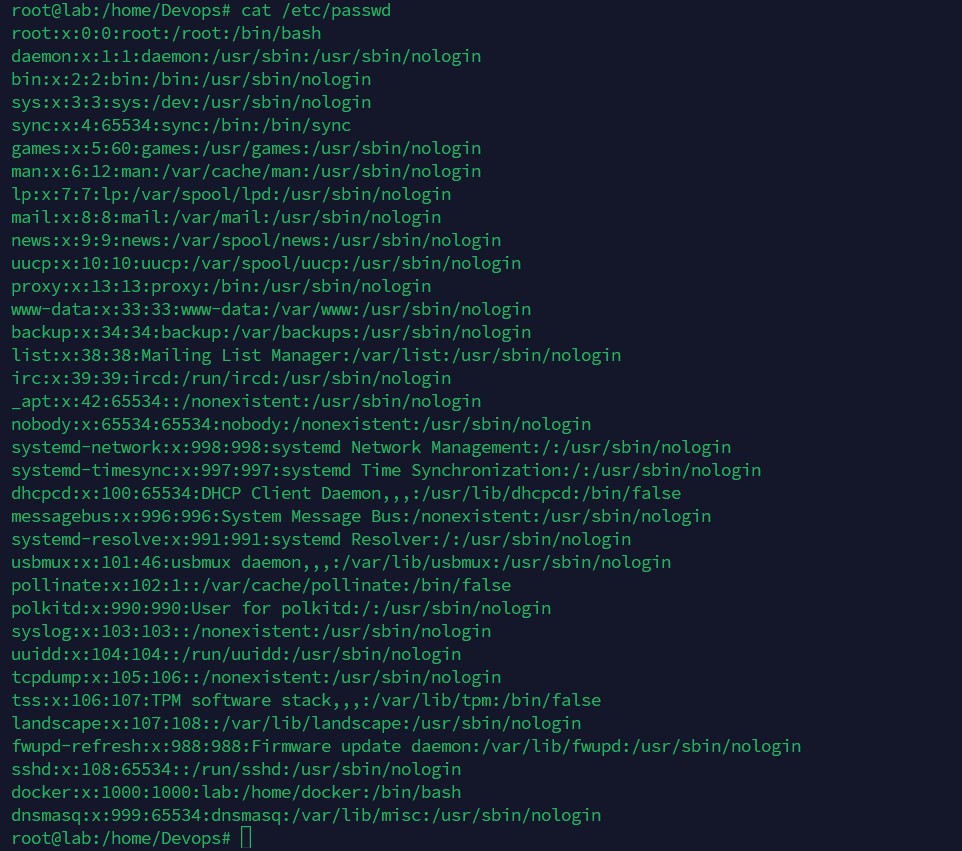 root@lab:/home/Devops# cat /etc/passwd
root:x:0:0:root:/root:/bin/bash
daemon:x:1:1:daemon:/usr/sbin:/usr/sbin/nologin
bin:x:2:2:bin:/bin:/usr/sbin/nologin
sys:x:3:3:sys:/dev:/usr/sbin/nologin
sync:x:4:65534:sync:/bin:/bin/sync
games:x:5:60:games:/usr/games:/usr/sbin/nologin
man:x:6:12:man:/var/cache/man:/usr/sbin/nologin
lp:x:7:7:lp:/var/spool/lpd:/usr/sbin/nologin
mail:x:8:8:mail:/var/mail:/usr/sbin/nologin
news:x:9:9:news:/var/spool/news:/usr/sbin/nologin
uucp:x:10:10:uucp:/var/spool/uucp:/usr/sbin/nologin
proxy:x:13:13:proxy:/bin:/usr/sbin/nologin
www-data:x:33:33:www-data:/var/www:/usr/sbin/nologin
backup:x:34:34:backup:/var/backups:/usr/sbin/nologin
list:x:38:38:Mailing List Manager:/var/list:/usr/sbin/nologin
irc:x:39:39:ircd:/run/ircd:/usr/sbin/nologin
_apt:x:42:65534::/nonexistent:/usr/sbin/nologin
nobody:x:65534:65534:nobody:/nonexistent:/usr/sbin/nologin
systemd-network:x:998:998:systemd Network Management:/:/usr/sbin/nologin
systemd-timesync:x:997:997:systemd Time Synchronization:/:/usr/sbin/nologin
dhcpcd:x:100:65534:DHCP Client Daemon,,,:/usr/lib/dhcpcd:/bin/false
messagebus:x:996:996:System Message Bus:/nonexistent:/usr/sbin/nologin
systemd-resolve:x:991:991:systemd Resolver:/:/usr/sbin/nologin
usbmux:x:101:46:usbmux daemon,,,:/var/lib/usbmux:/usr/sbin/nologin
pollinate:x:102:1::/var/cache/pollinate:/bin/false
polkitd:x:990:990:User for polkitd:/:/usr/sbin/nologin
syslog:x:103:103::/nonexistent:/usr/sbin/nologin
uuidd:x:104:104::/run/uuidd:/usr/sbin/nologin
tcpdump:x:105:106::/nonexistent:/usr/sbin/nologin
tss:x:106:107:TPM software stack,,,:/var/lib/tpm:/bin/false
landscape:x:107:108::/var/lib/landscape:/usr/sbin/nologin
fwupd-refresh:x:988:988:Firmware update daemon:/var/lib/fwupd:/usr/sbin/nologin
sshd:x:108:65534::/run/sshd:/usr/sbin/nologin
docker:x:1000:1000:lab:/home/docker:/bin/bash
dnsmasq:x:999:65534:dnsmasq:/var/lib/misc:/usr/sbin/nologin
root@lab:/home/Devops#